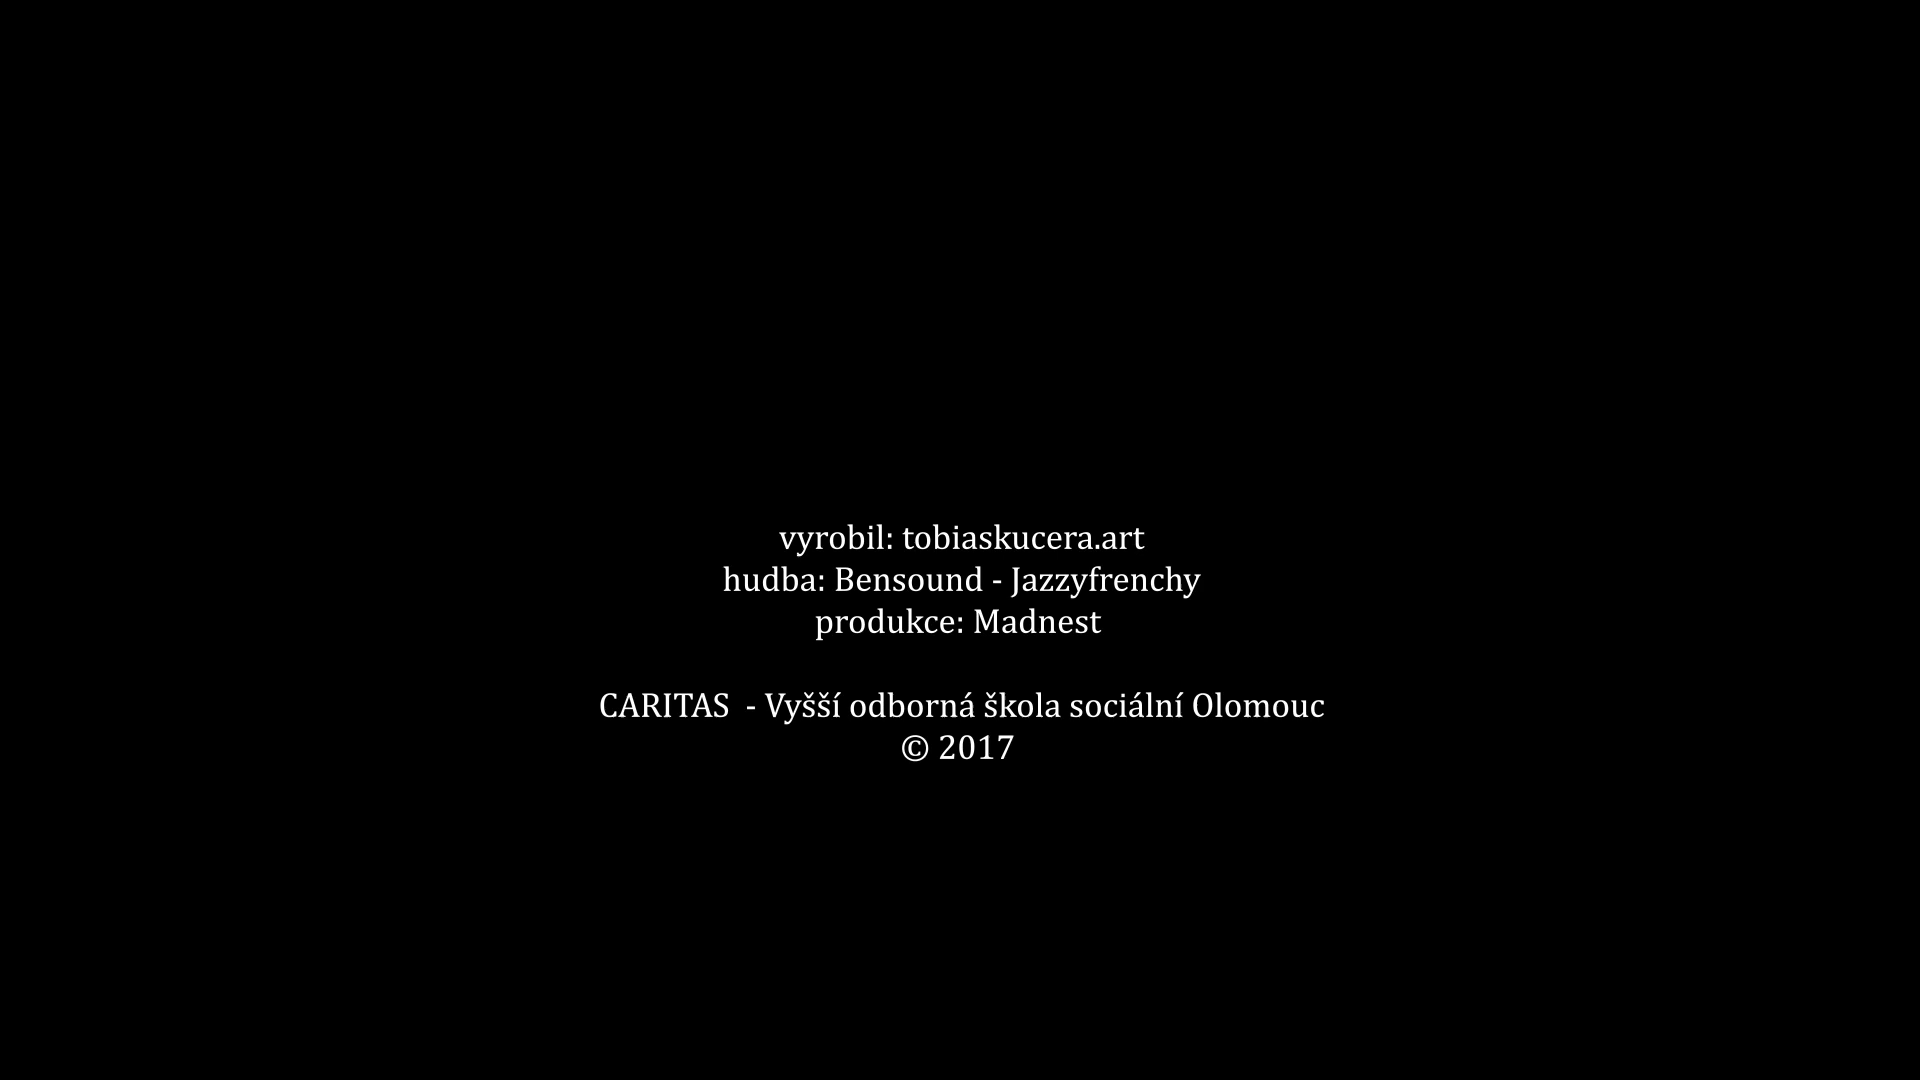 vyrobil: tobiaskucera.art
hudba: Bensound - Jazzyfrenchy
produkce: Madnest
CARITAS  - Vyšší odborná škola sociální Olomouc
© 2017